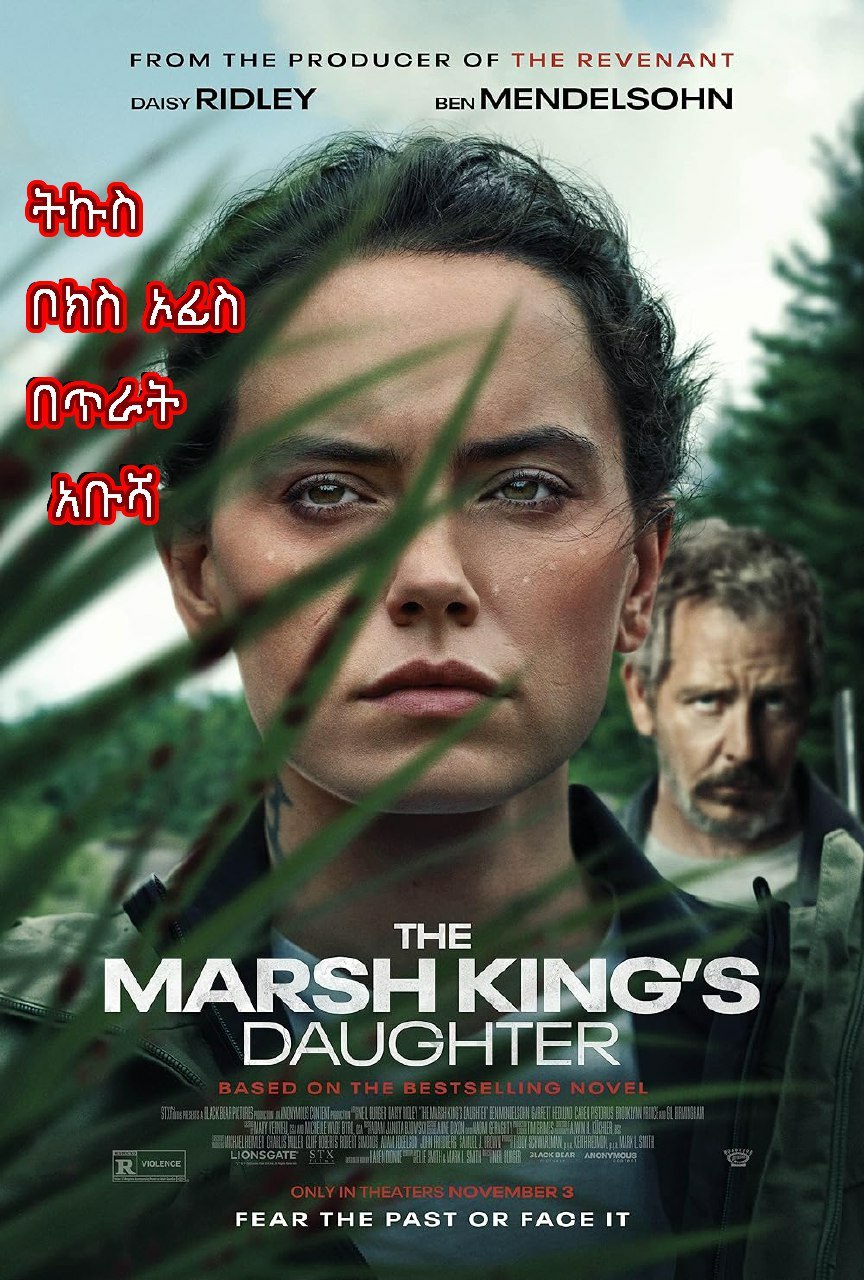 FROM THE PRODUCER OF THE REVENANT
DAISY RIDLEY BEN MENDELSOHN
ትኩስ
ቦክስ ኦፊስ
በጥራት
አቡሻ
THE
MARSH KING'S
DAUGHTER
BASED ON THE BESTSELLING NOVEL
LIONSGATE STX BLACK BEAR ANONYMOUS
R VIOLENCE
ONLY IN THEATERS NOVEMBER 3
FEAR THE PAST OR FACE IT